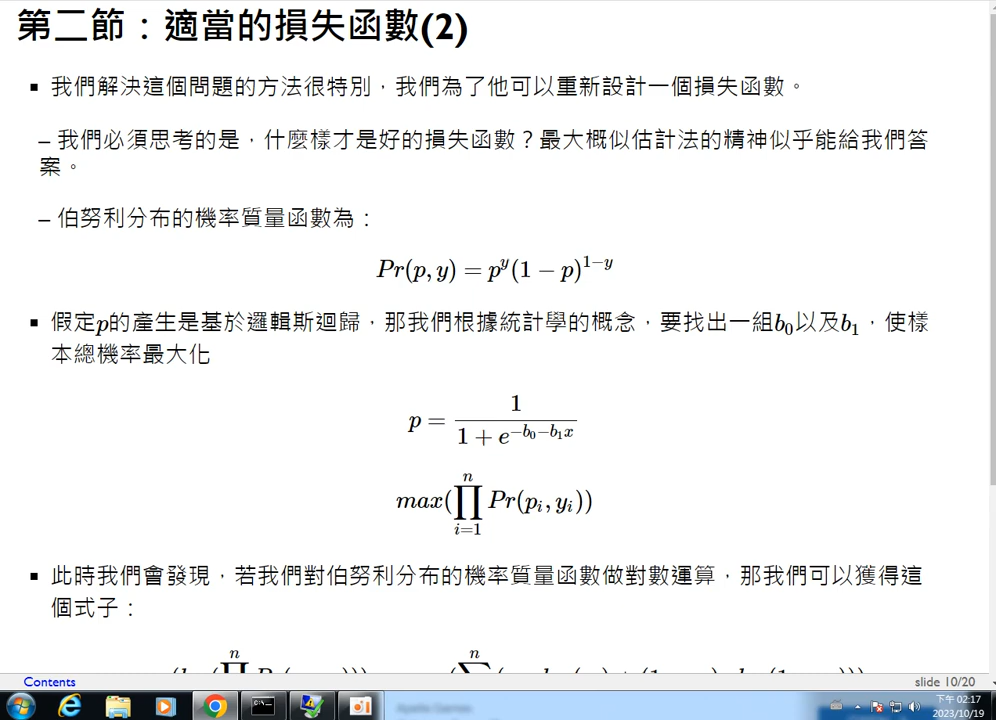 第二節：適當的損失函數(2)
▪ 我們解決這個問題的方法很特別，我們為了他可以重新設計一個損失函數。
– 我們必須思考的是，什麼樣才是好的損失函數？最大概似估計法的精神似乎能給我們答
案。
– 伯努利分布的機率質量函數為：
Pr(p, y) = p^y(1 − p)^{1−y}
▪ 假定p的產生是基於邏輯斯迴歸，那我們根據統計學的概念，要找出一組b_0以及b_1，使樣
本總機率最大化
p = \frac{1}{1 + e^{−b_0−b_1x}}
max(\prod_{i=1}^{n} Pr(p_i, y_i))
▪ 此時我們會發現，若我們對伯努利分布的機率質量函數做對數運算，那我們可以獲得這
個式子：
Contents
slide 10/20
下午 02:17
2023/10/19